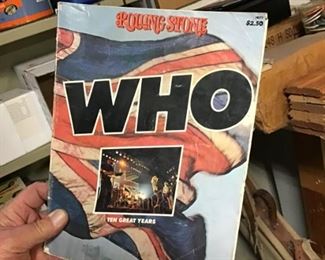 ROLLING STONE
$2.50
WHO
TEN GREAT YEARS